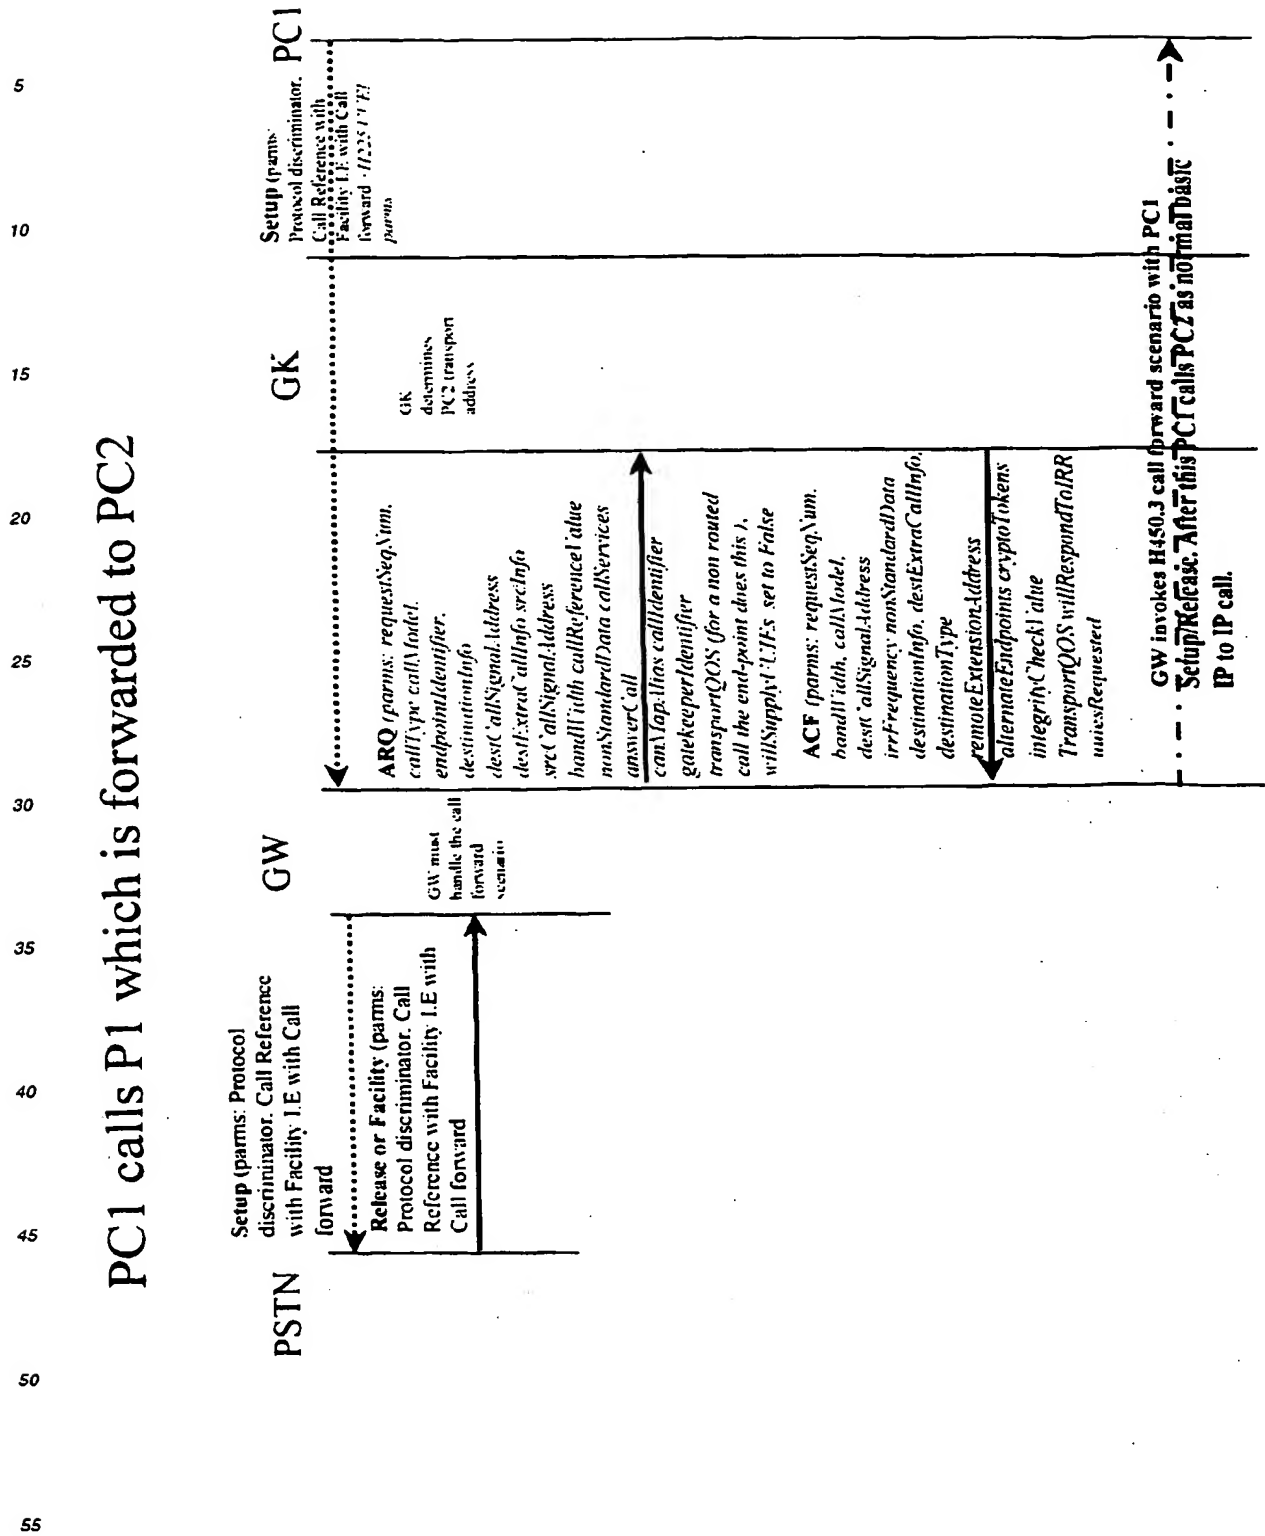 PC1 calls P1 which is forwarded to PC2
PSTN
GW
GK
PC1
Setup (parms: Protocol
discriminator. Call Reference
with Facility I.E with Call
forward
Release or Facility (parms:
Protocol discriminator. Call
Reference with Facility I.E with
Call forward
GW must
handle the call
forward
scenario
ARQ (parms: requestSeqNum,
callType callModel,
endpointIdentifier,
destinationInfo
destCallSignalAddress
destExtraCallInfo srcInfo
srcCallSignalAddress
bandWidth callReferenceValue
nonStandardData callServices
answerCall
canMapAlias callIdentifier
gatekeeperIdentifier
transportQOS (for a non routed
call the end-point does this ),
willSupplyUUIEs set to False
ACF (parms: requestSeqNum.
bandWidth, callModel,
destCallSignalAddress
irrFrequency nonStandardData
destinationInfo, destExtraCallInfo,
destinationType
remoteExtensionAddress
alternateEndpoints cryptoTokens
integrityCheckValue
TransportQOS willRespondToIRR
uuiesRequested
GK
determines
PC2 transport
address
Setup (parms:
Protocol discriminator.
Call Reference with
Facility I.E with Call
forward
parms
GW invokes H450.3 call forward scenario with PC1
Setup/Release. After this PC1 calls PC2 as normal basic
IP to IP call.
5
10
15
20
25
30
35
40
45
50
55